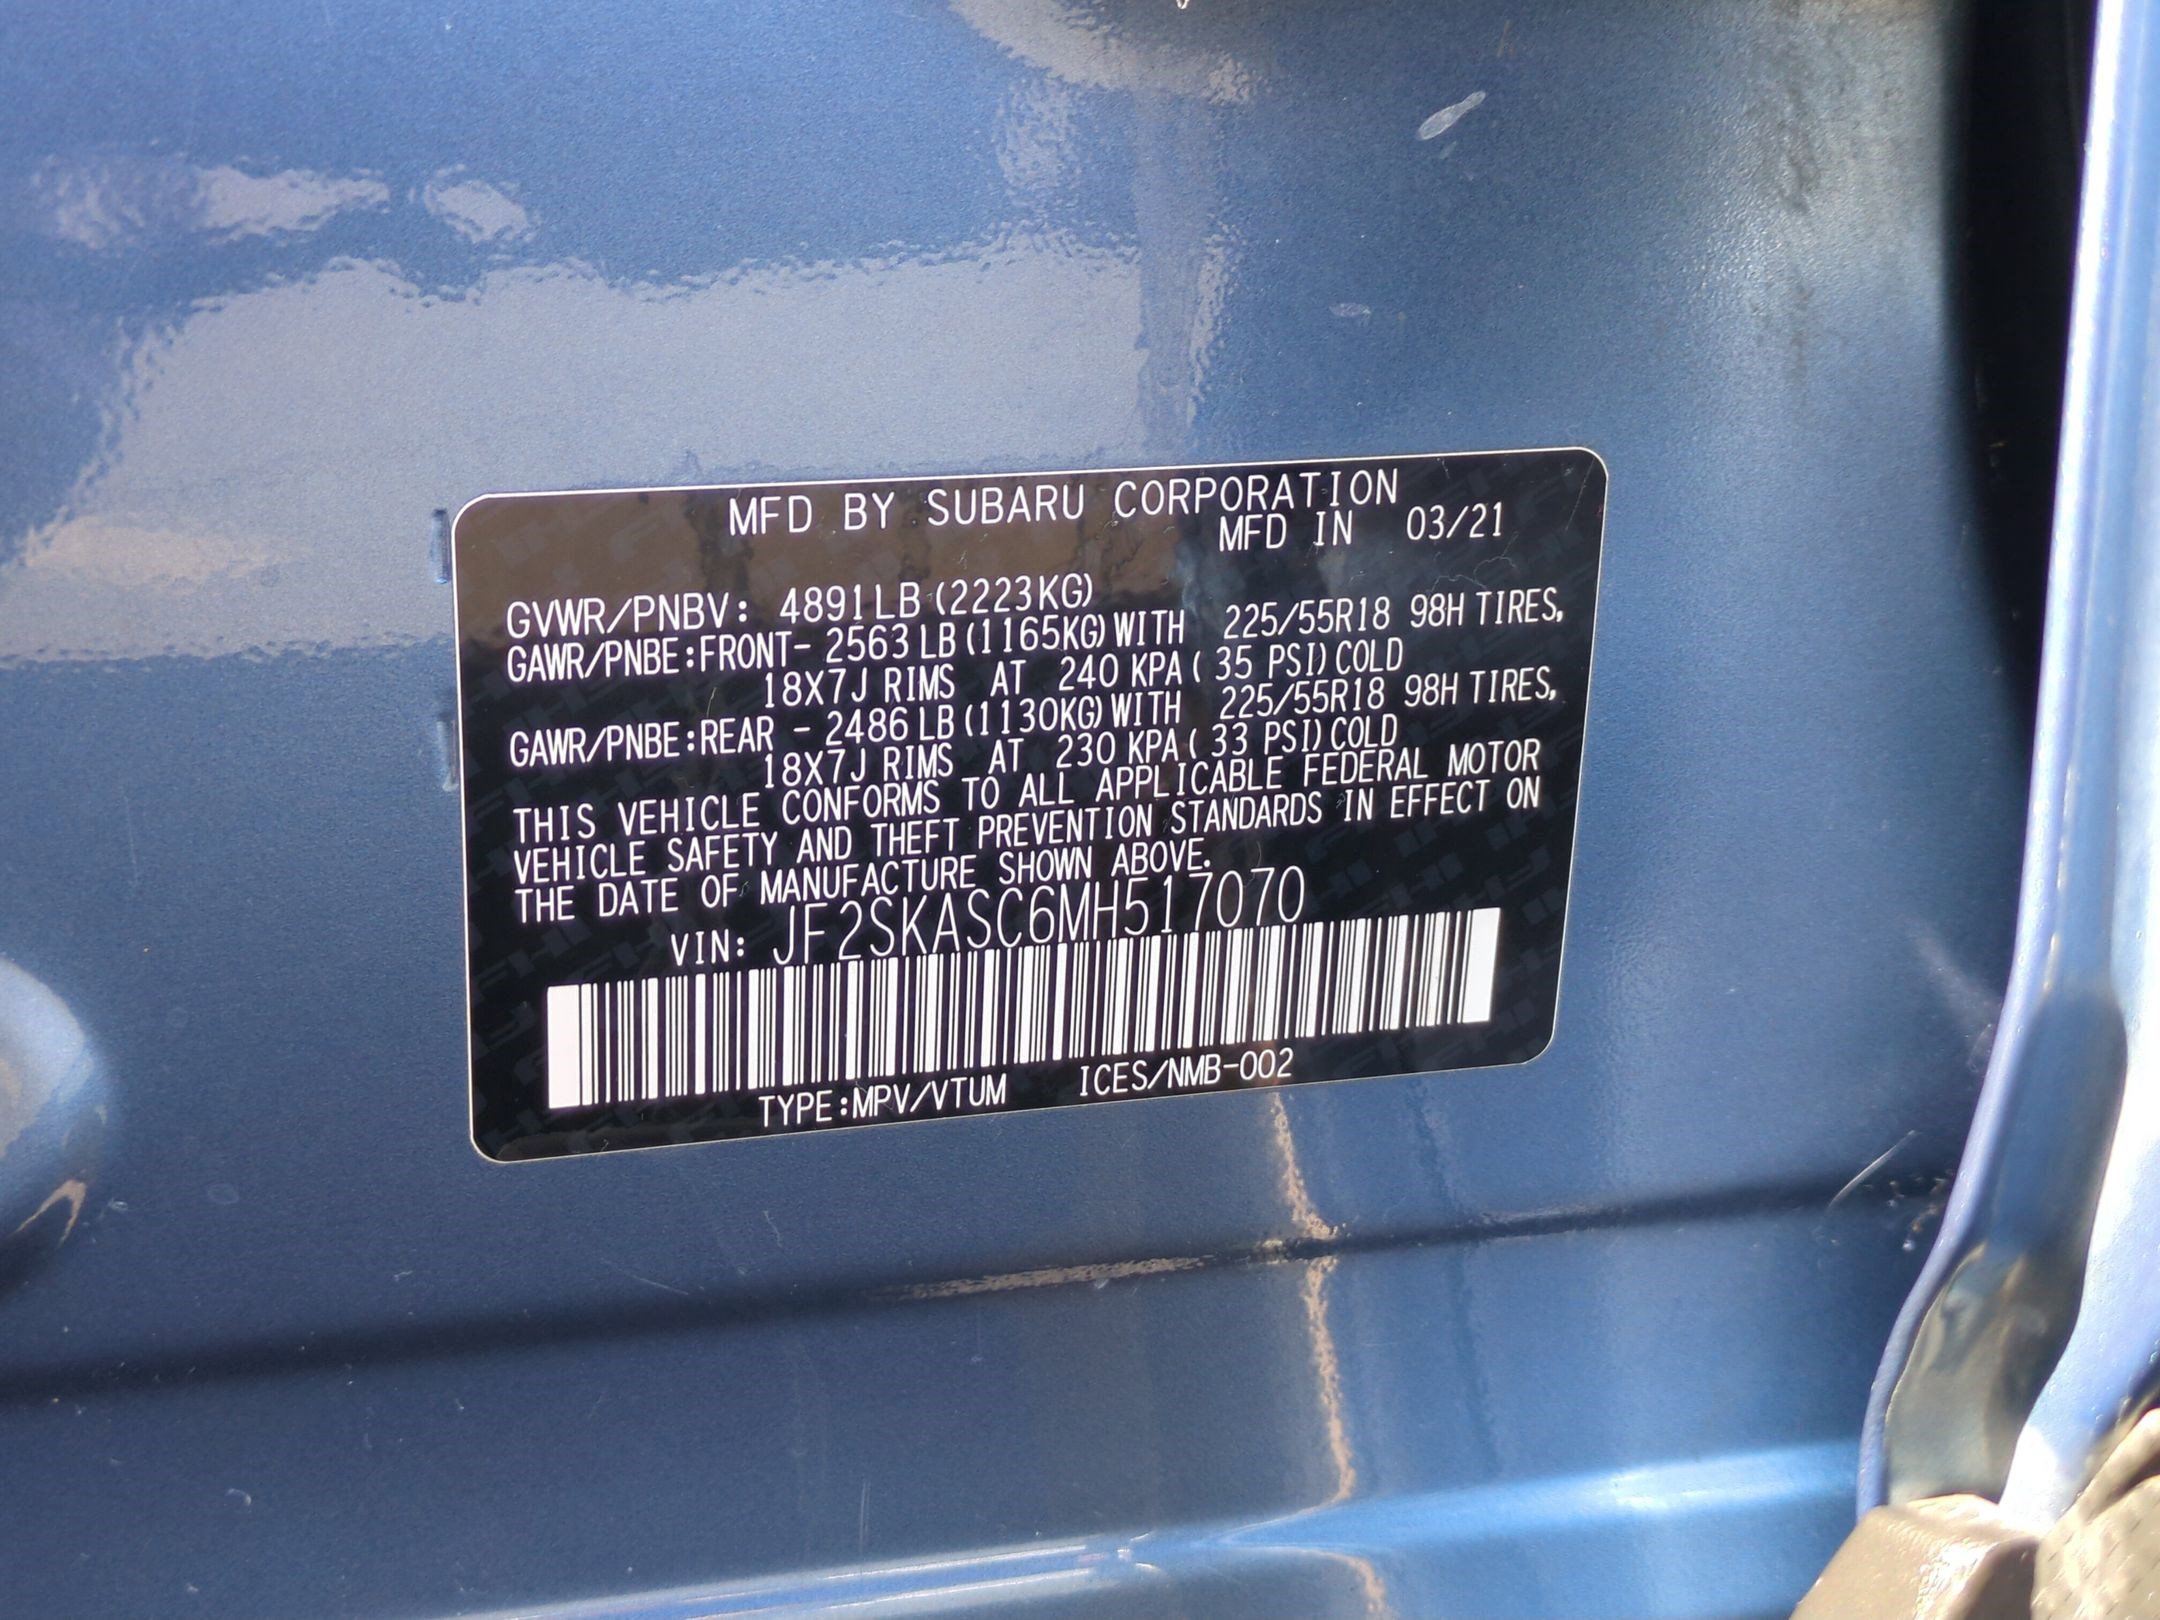 MFD BY SUBARU CORPORATION
MFD IN 03/21
GVWR/PNBV: 4891LB (2223KG)
GAWR/PNBE:FRONT- 2563LB (1165KG) WITH 225/55R18 98H TIRES,
18X7J RIMS AT 240 KPA ( 35 PSI) COLD
GAWR/PNBE:REAR - 2486LB (1130KG) WITH 225/55R18 98H TIRES,
18X7J RIMS AT 230 KPA ( 33 PSI) COLD
THIS VEHICLE CONFORMS TO ALL APPLICABLE FEDERAL MOTOR
VEHICLE SAFETY AND THEFT PREVENTION STANDARDS IN EFFECT ON
THE DATE OF MANUFACTURE SHOWN ABOVE.
VIN: JF2SKASC6MH517070
TYPE:MPV/VTUM ICES/NMB-002